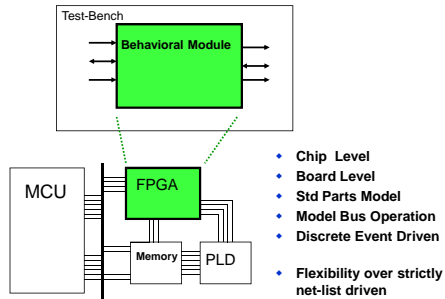 Test-Bench
Behavioral Module
MCU
FPGA
Memory
PLD
Chip Level
Board Level
Std Parts Model
Model Bus Operation
Discrete Event Driven
Flexibility over strictly
net-list driven